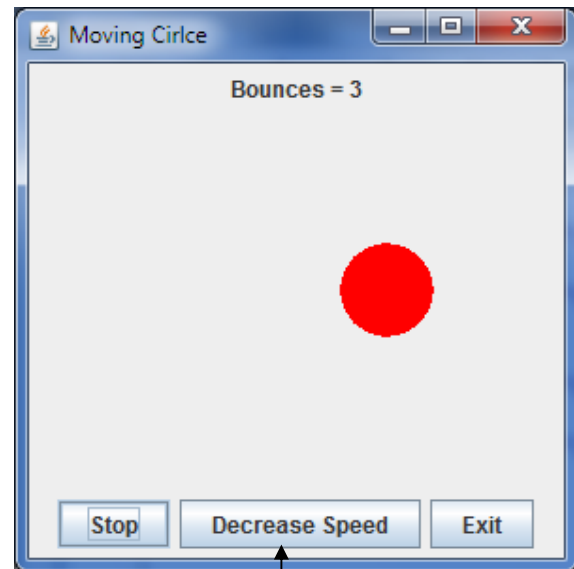 Moving Cirlce
Bounces = 3
Stop Decrease Speed Exit